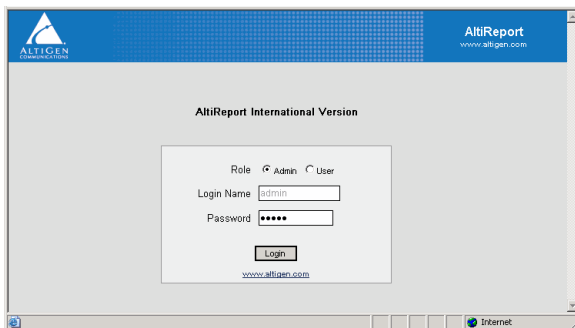 ALTIGEN
COMMUNICATIONS
AltiReport
www.altigen.com
AltiReport International Version
Role Admin User
Login Name admin
Password •••••
Login
www.altigen.com
Internet